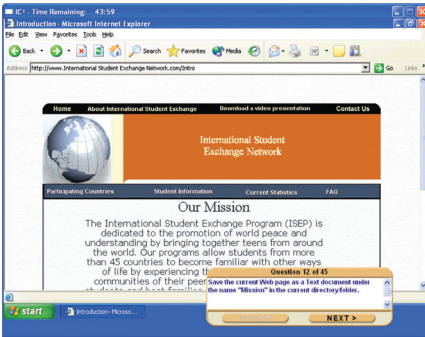 IC³ - Time Remaining: 43:59
Introduction - Microsoft Internet Explorer
File Edit View Favorites Tools Help
Back Search Favorites Media
Address http://www.International Student Exchange Network.com/Intro Go Links »
Home About International Student Exchange Download a video presentation Contact Us
International Student
Exchange Network
Participating Countries Student Information Current Statistics FAQ
Our Mission
The International Student Exchange Program (ISEP) is
dedicated to the promotion of world peace and
understanding by bringing together teens from around
the world. Our programs allow students from more
than 45 countries to become familiar with other ways
of life by experiencing th
communities of their peer
Question 12 of 45
Save the current Web page as a Text document under
the name "Mission" in the current directory folder.
NEXT >
start Introduction - Microso...